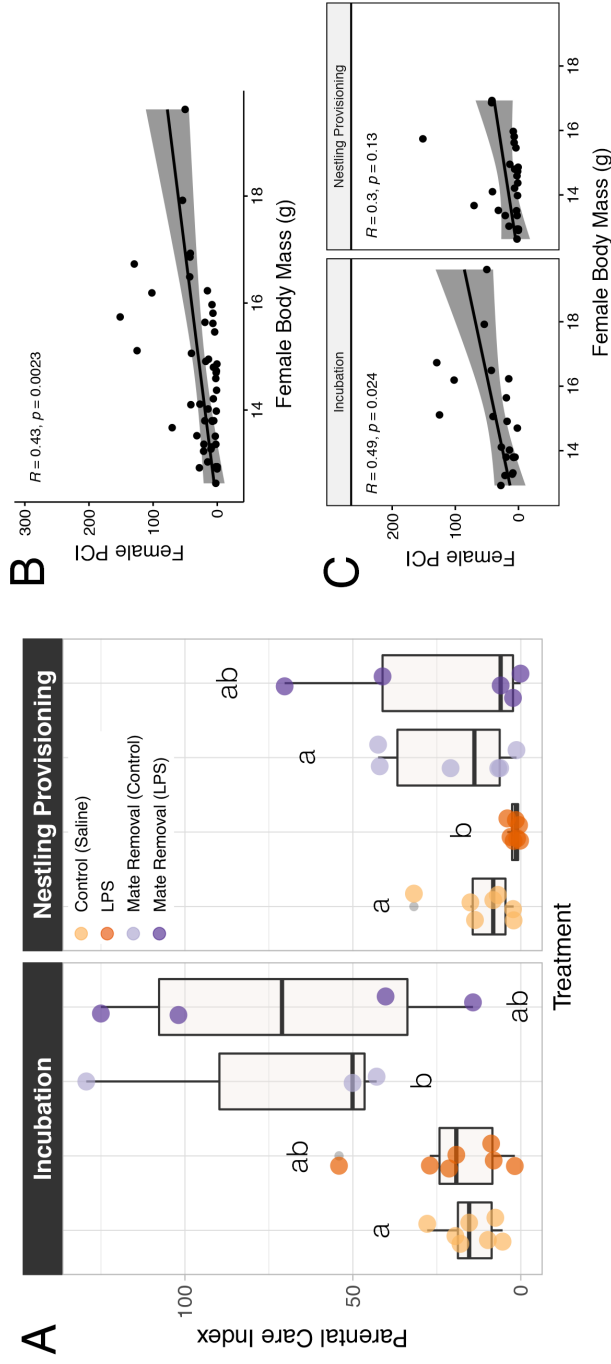 A
Incubation
Nestling Provisioning
Control (Saline)
LPS
Mate Removal (Control)
Mate Removal (LPS)
a
ab
b
ab
a
b
a
ab
100
50
0
Parental Care Index
Treatment
B
R = 0.43, p = 0.0023
300
200
100
0
Female PCI
14
16
18
Female Body Mass (g)
C
Incubation
Nestling Provisioning
R = 0.49, p = 0.024
R = 0.3, p = 0.13
200
100
0
Female PCI
14
16
18
14
16
18
Female Body Mass (g)